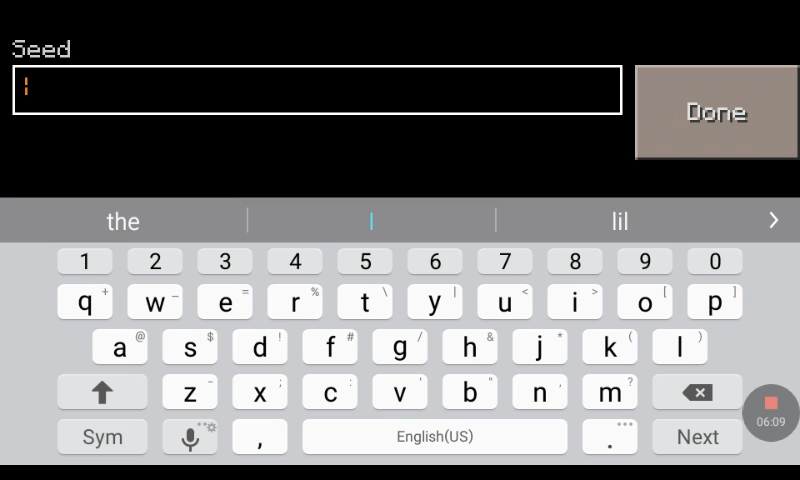 Seed
Done
the I lil >
1 2 3 4 5 6 7 8 9 0
q + w _ e = r % t \ y | u < i > o [ p ]
a @ s $ d ! f # g / h & j * k ( l )
z - x ; c : v ' b " n , m ?
Sym , English(US) . Next
06:09